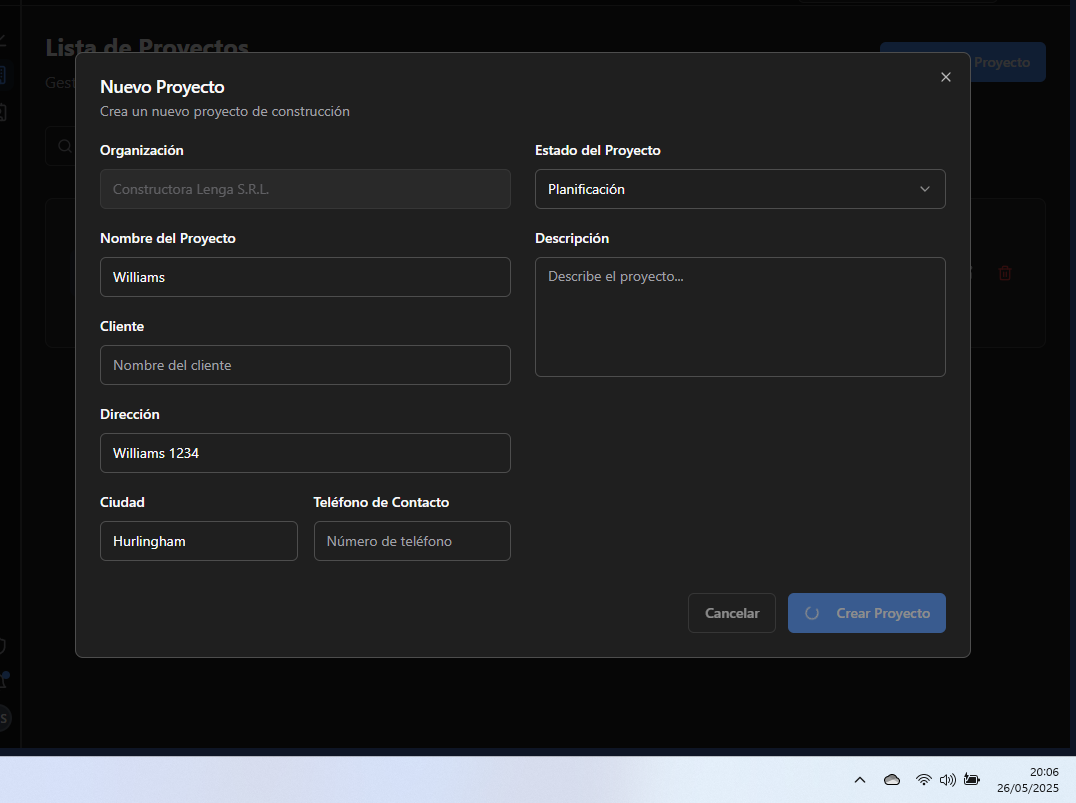 Lista de Proyectos
Gest
Proyecto
Nuevo Proyecto
Crea un nuevo proyecto de construcción
Organización
Constructora Lenga S.R.L.
Estado del Proyecto
Planificación
Nombre del Proyecto
Williams
Descripción
Describe el proyecto...
Cliente
Nombre del cliente
Dirección
Williams 1234
Ciudad
Hurlingham
Teléfono de Contacto
Número de teléfono
Cancelar
Crear Proyecto
S
20:06
26/05/2025